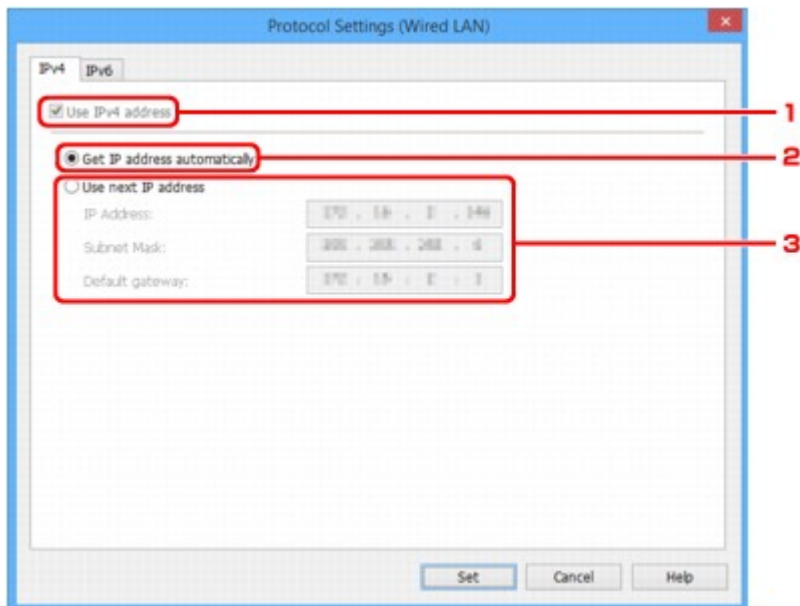 Protocol Settings (Wired LAN)
IPv4 IPv6
Use IPv4 address
1
Get IP address automatically
2
Use next IP address
IP Address:
Subnet Mask:
3
Default gateway:
Set Cancel Help